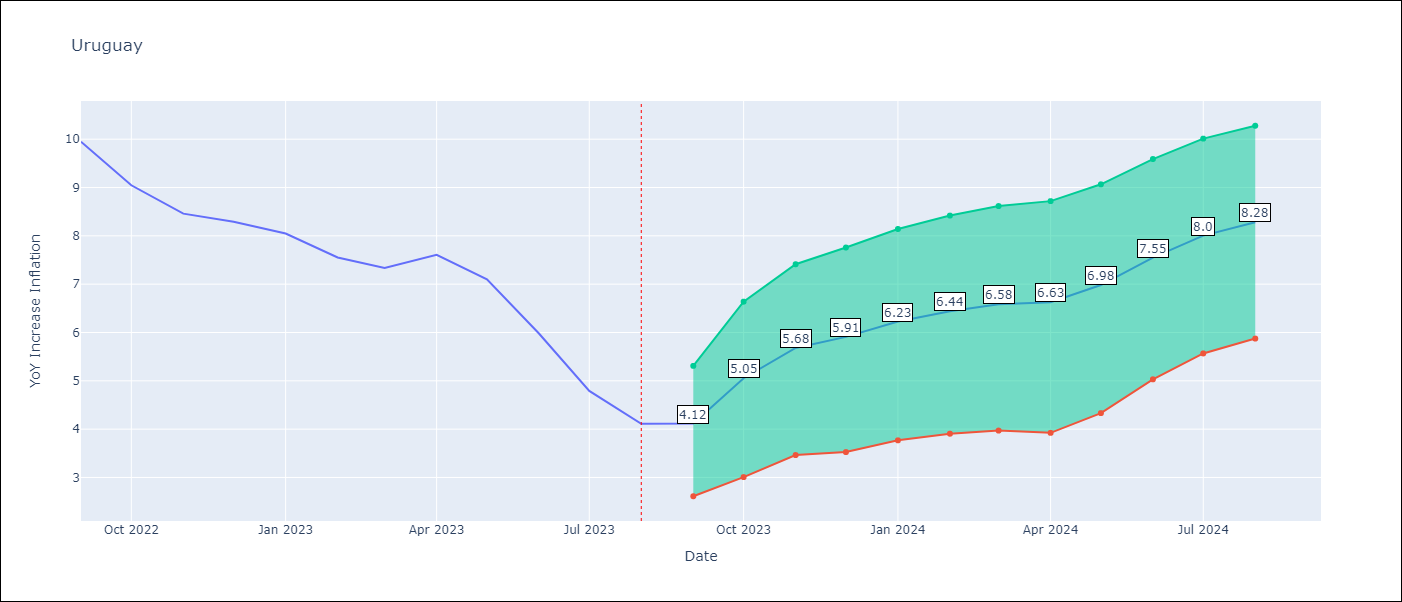 Uruguay
YoY Increase Inflation
10
9
8
7
6
5
4
3
4.12
5.05
5.68
5.91
6.23
6.44
6.58
6.63
6.98
7.55
8.0
8.28
Oct 2022
Jan 2023
Apr 2023
Jul 2023
Oct 2023
Jan 2024
Apr 2024
Jul 2024
Date